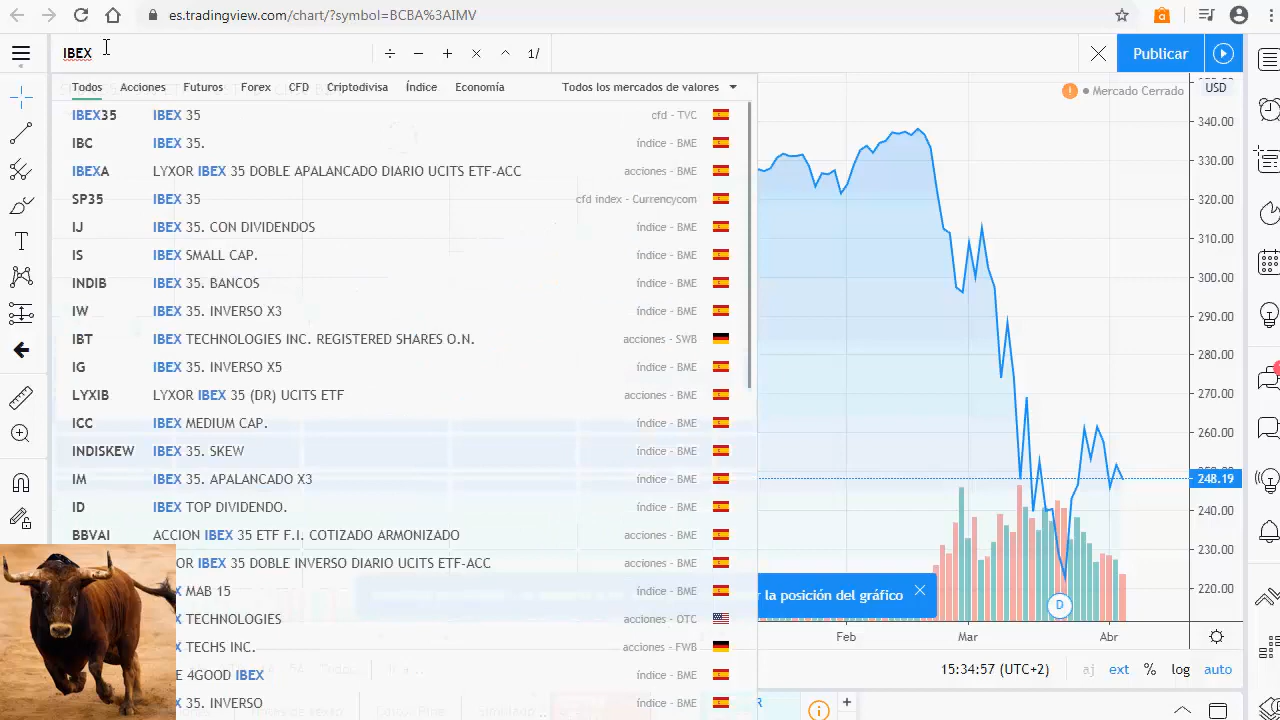 es.tradingview.com/chart/?symbol=BCBA%3AIMV
IBEX ÷ − + × ^ 1/ × Publicar
Todos Acciones Futuros Forex CFD Criptodivisa Índice Economía Todos los mercados de valores
Mercado Cerrado USD
IBEX35 IBEX 35 cfd - TVC
IBC IBEX 35. índice - BME
IBEXA LYXOR IBEX 35 DOBLE APALANCADO DIARIO UCITS ETF-ACC acciones - BME
SP35 IBEX 35 cfd index - Currencycom
IJ IBEX 35. CON DIVIDENDOS índice - BME
IS IBEX SMALL CAP. índice - BME
INDIB IBEX 35. BANCOS índice - BME
IW IBEX 35. INVERSO X3 índice - BME
IBT IBEX TECHNOLOGIES INC. REGISTERED SHARES O.N. acciones - SWB
IG IBEX 35. INVERSO X5 índice - BME
LYXIB LYXOR IBEX 35 (DR) UCITS ETF acciones - BME
ICC IBEX MEDIUM CAP. índice - BME
INDISKEW IBEX 35. SKEW índice - BME
IM IBEX 35. APALANCADO X3 índice - BME
ID IBEX TOP DIVIDENDO. índice - BME
BBVAI ACCION IBEX 35 ETF F.I. COTIZADO ARMONIZADO acciones - BME
OR IBEX 35 DOBLE INVERSO DIARIO UCITS ETF-ACC acciones - BME
MAB 15 índice - BME
TECHNOLOGIES acciones - OTC
TECHS INC. acciones - FWB
E 4GOOD IBEX índice - BME
35. INVERSO índice - BME
340.00
330.00
320.00
310.00
300.00
290.00
280.00
270.00
260.00
248.19
240.00
230.00
220.00
la posición del gráfico ×
D
Feb Mar Abr
15:34:57 (UTC+2) aj ext % log auto